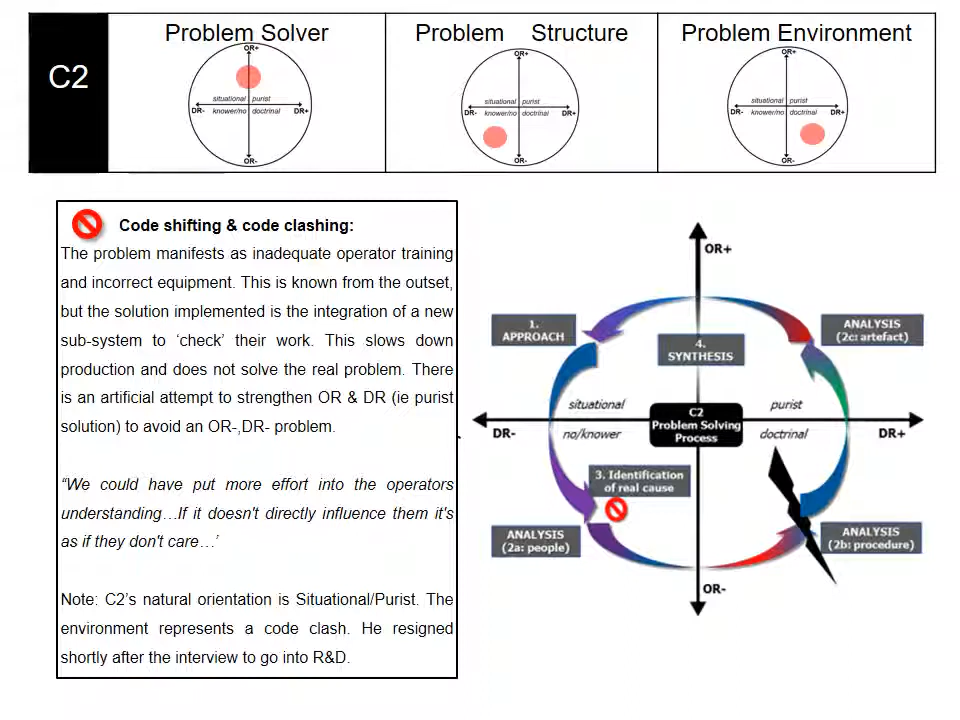 C2
Problem Solver
OR+
situational purist
DR- DR+
knower/no doctrinal
OR-
Problem Structure
OR+
situational purist
DR- DR+
knower/no doctrinal
OR-
Problem Environment
OR+
situational purist
DR- DR+
knower/no doctrinal
OR-
Code shifting & code clashing:
The problem manifests as inadequate operator training
and incorrect equipment. This is known from the outset,
but the solution implemented is the integration of a new
sub-system to ‘check’ their work. This slows down
production and does not solve the real problem. There
is an artificial attempt to strengthen OR & DR (ie purist
solution) to avoid an OR-,DR- problem.
“We could have put more effort into the operators
understanding…If it doesn't directly influence them it's
as if they don't care…’
Note: C2’s natural orientation is Situational/Purist. The
environment represents a code clash. He resigned
shortly after the interview to go into R&D.
OR+
1.
APPROACH
4.
SYNTHESIS
ANALYSIS
(2c: artefact)
situational
purist
C2
Problem Solving
Process
DR-
no/knower
doctrinal
DR+
3. Identification
of real cause
ANALYSIS
(2a: people)
ANALYSIS
(2b: procedure)
OR-